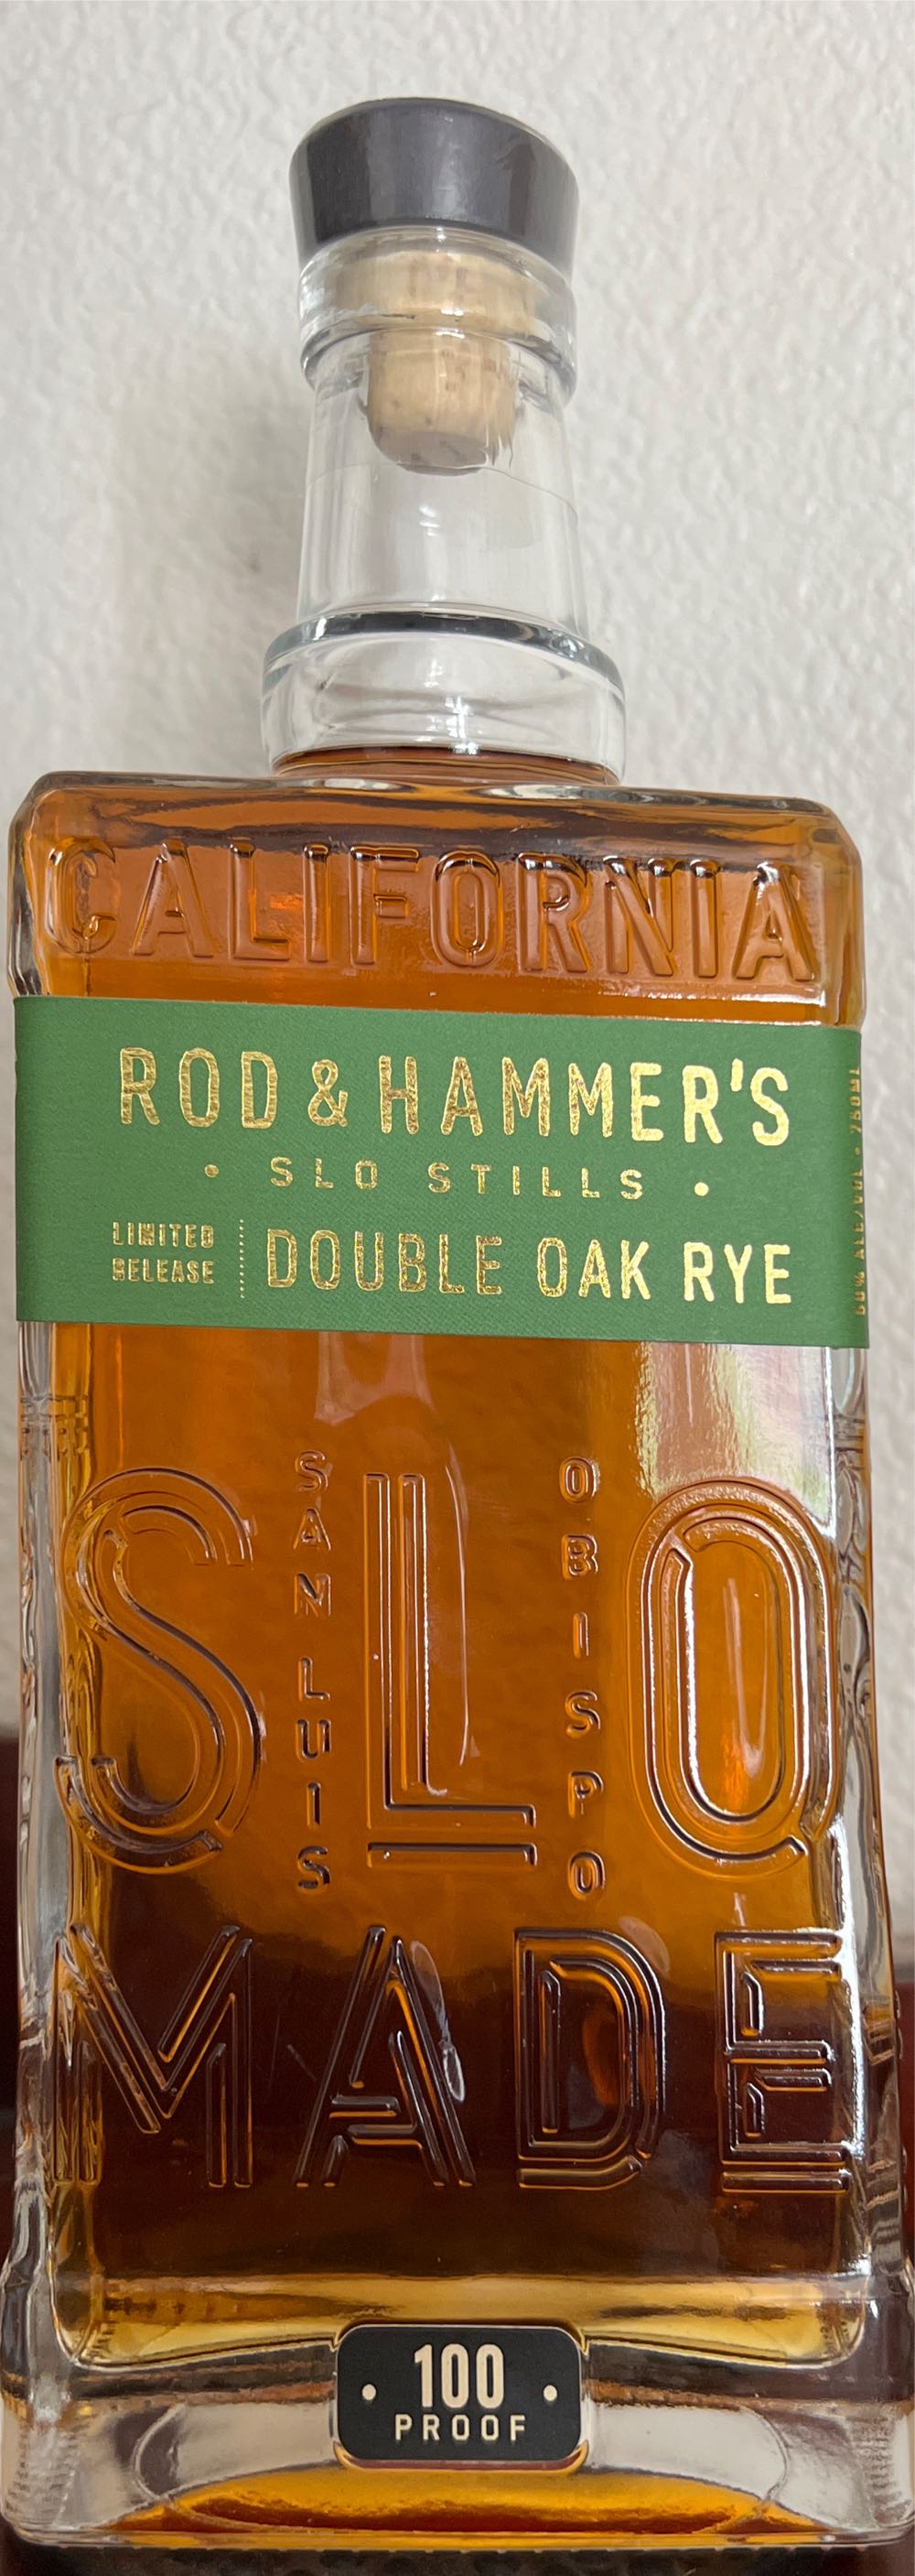 CALIFORNIA
ROD & HAMMER'S
• SLO STILLS •
LIMITED
RELEASE
DOUBLE OAK RYE
SLO
SAN LUIS
OBISPO
MADE
• 100 •
PROOF